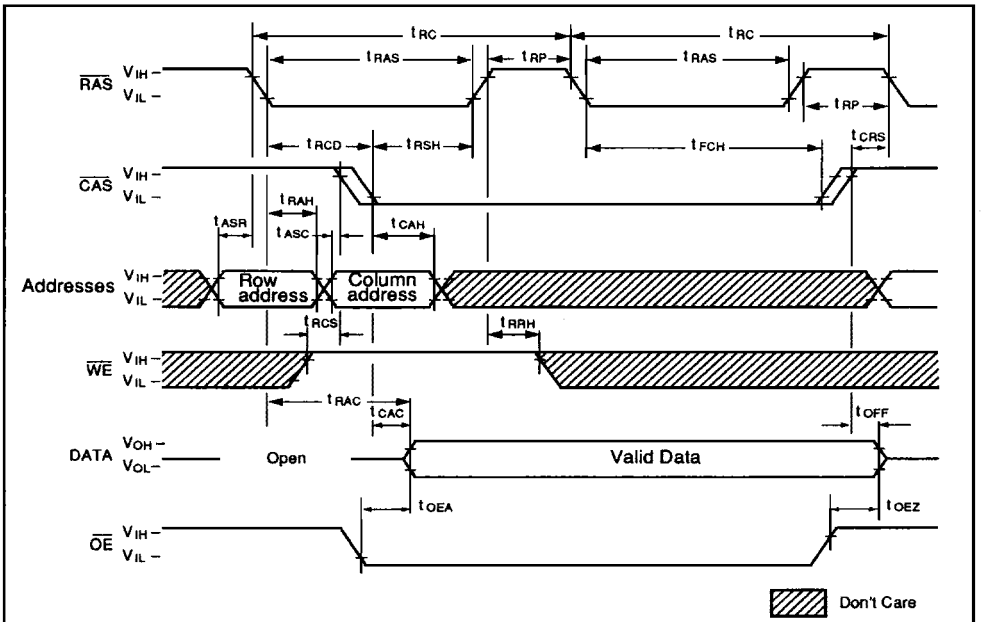 tRC tRC
tRAS tRP tRAS
RAS VIH
VIL
tRP
tRCD tRSH tFCH tCRS
CAS VIH
VIL
tRAH
tASR tASC tCAH
Addresses VIH
VIL
Row address
Column address
tRCS tRRH
WE VIH
VIL
tRAC
tCAC tOFF
DATA VOH
VOL
Open Valid Data
tOEA tOEZ
OE VIH
VIL
Don't Care